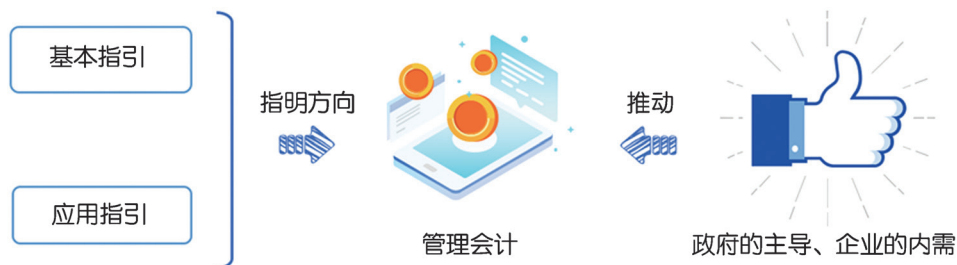 基本指引
应用指引
指明方向
管理会计
推动
政府的主导、企业的内需